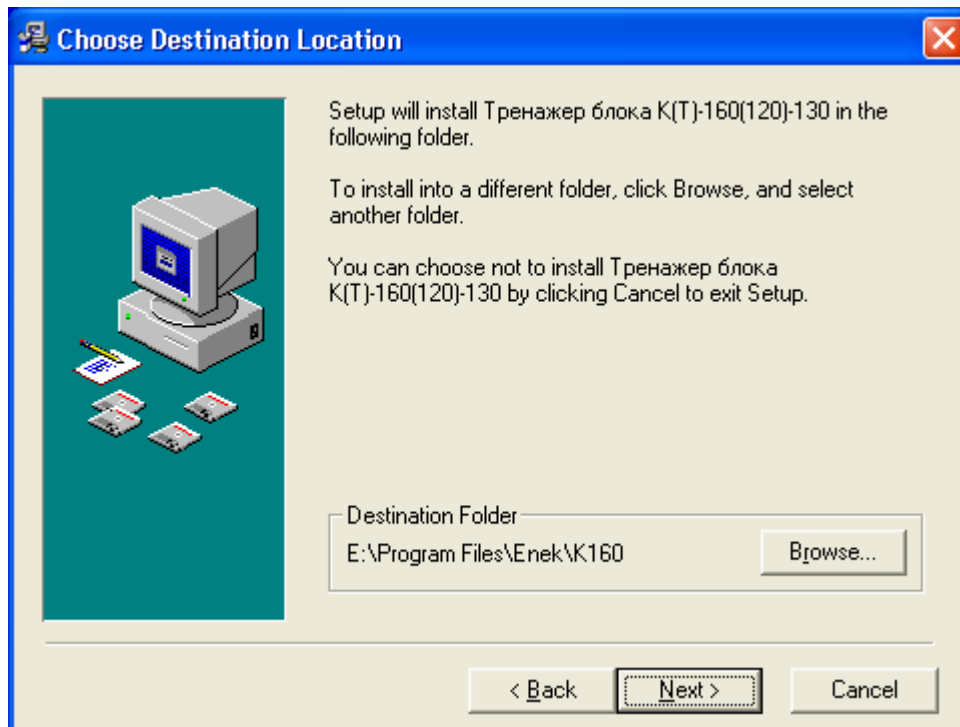 Choose Destination Location
Setup will install Тренажер блока К(Т)-160(120)-130 in the
following folder.
To install into a different folder, click Browse, and select
another folder.
You can choose not to install Тренажер блока
К(Т)-160(120)-130 by clicking Cancel to exit Setup.
Destination Folder
E:\Program Files\Enek\K160
Browse...
< Back
Next >
Cancel